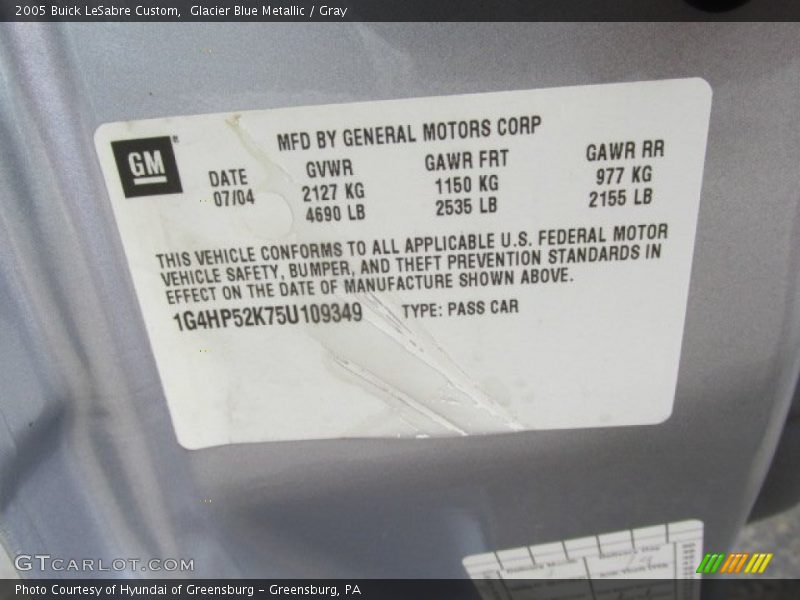 2005 Buick LeSabre Custom, Glacier Blue Metallic / Gray
GM
MFD BY GENERAL MOTORS CORP
DATE GVWR GAWR FRT GAWR RR
07/04 2127 KG 1150 KG 977 KG
4690 LB 2535 LB 2155 LB
THIS VEHICLE CONFORMS TO ALL APPLICABLE U.S. FEDERAL MOTOR
VEHICLE SAFETY, BUMPER, AND THEFT PREVENTION STANDARDS IN
EFFECT ON THE DATE OF MANUFACTURE SHOWN ABOVE.
1G4HP52K75U109349 TYPE: PASS CAR
GTCARLOT.COM
Photo Courtesy of Hyundai of Greensburg - Greensburg, PA